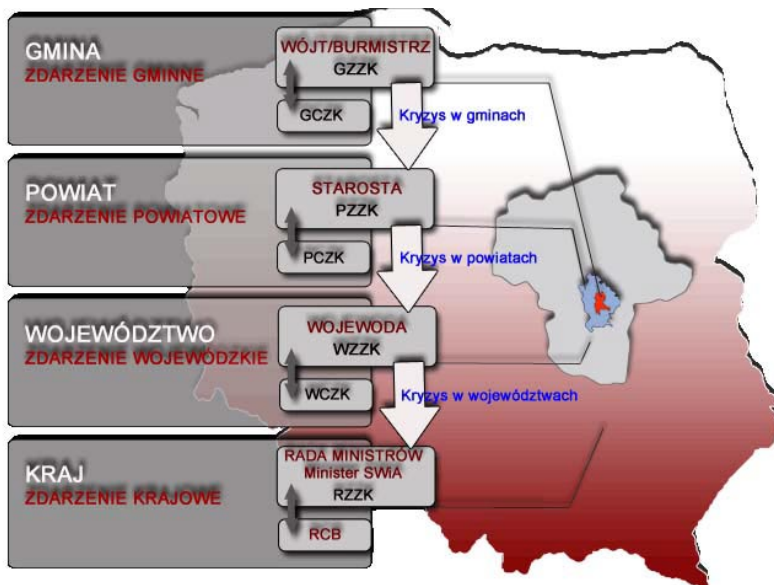 GMINA
ZDARZENIE GMINNE
WÓJT/BURMISTRZ
GZZK
GCZK
Kryzys w gminach
POWIAT
ZDARZENIE POWIATOWE
STAROSTA
PZZK
PCZK
Kryzys w powiatach
WOJEWÓDZTWO
ZDARZENIE WOJEWÓDZKIE
WOJEWODA
WZZK
WCZK
Kryzys w województwach
KRAJ
ZDARZENIE KRAJOWE
RADA MINISTRÓW
Minister SWiA
RZZK
RCB